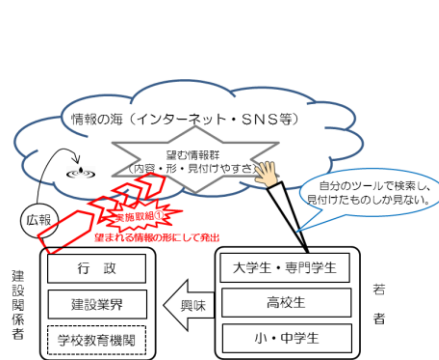 情報の海（インターネット・ＳＮＳ等）
望む情報群
（内容・形・見付けやすさ）
自分のツールで検索し、
見付けたものしか見ない。
広報
実施取組①
望まれる情報の形にして発出
建設関係者
行　政
建設業界
学校教育機関
興味
大学生・専門学生
高校生
小・中学生
若　者